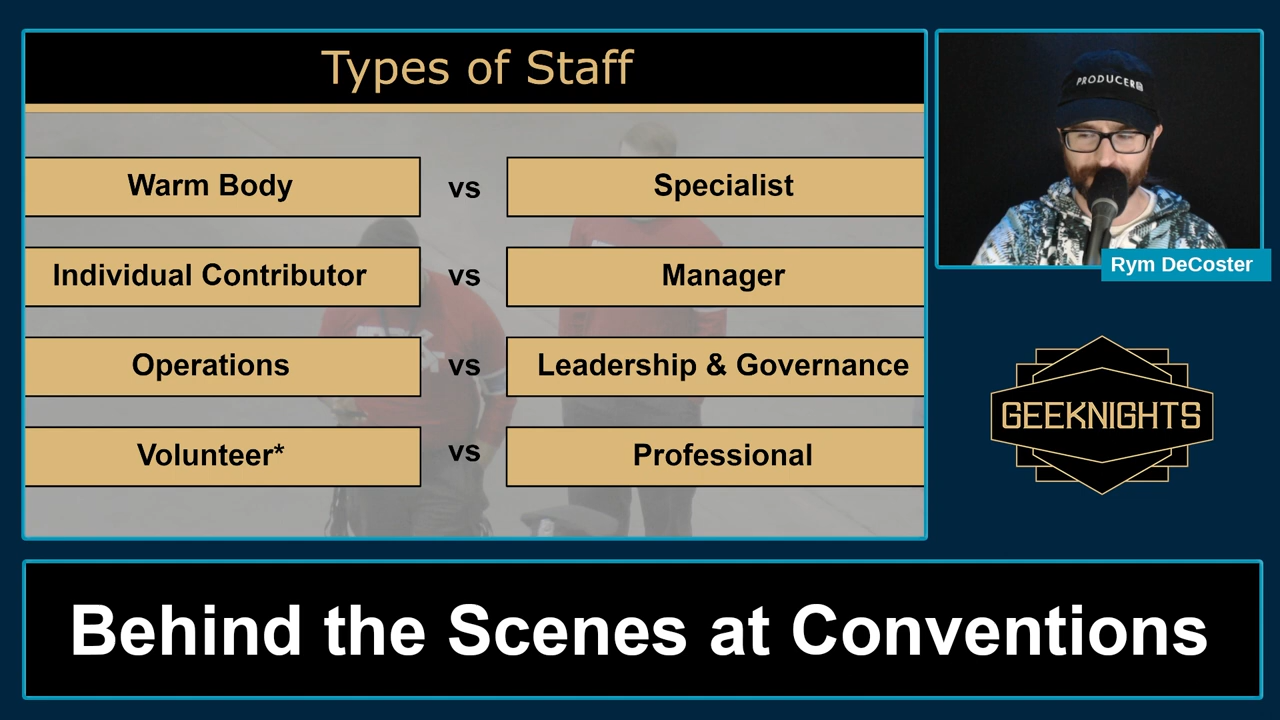 Types of Staff
Warm Body vs Specialist
Individual Contributor vs Manager
Operations vs Leadership & Governance
Volunteer* vs Professional
PRODUCER
Rym DeCoster
GEEKNIGHTS
Behind the Scenes at Conventions